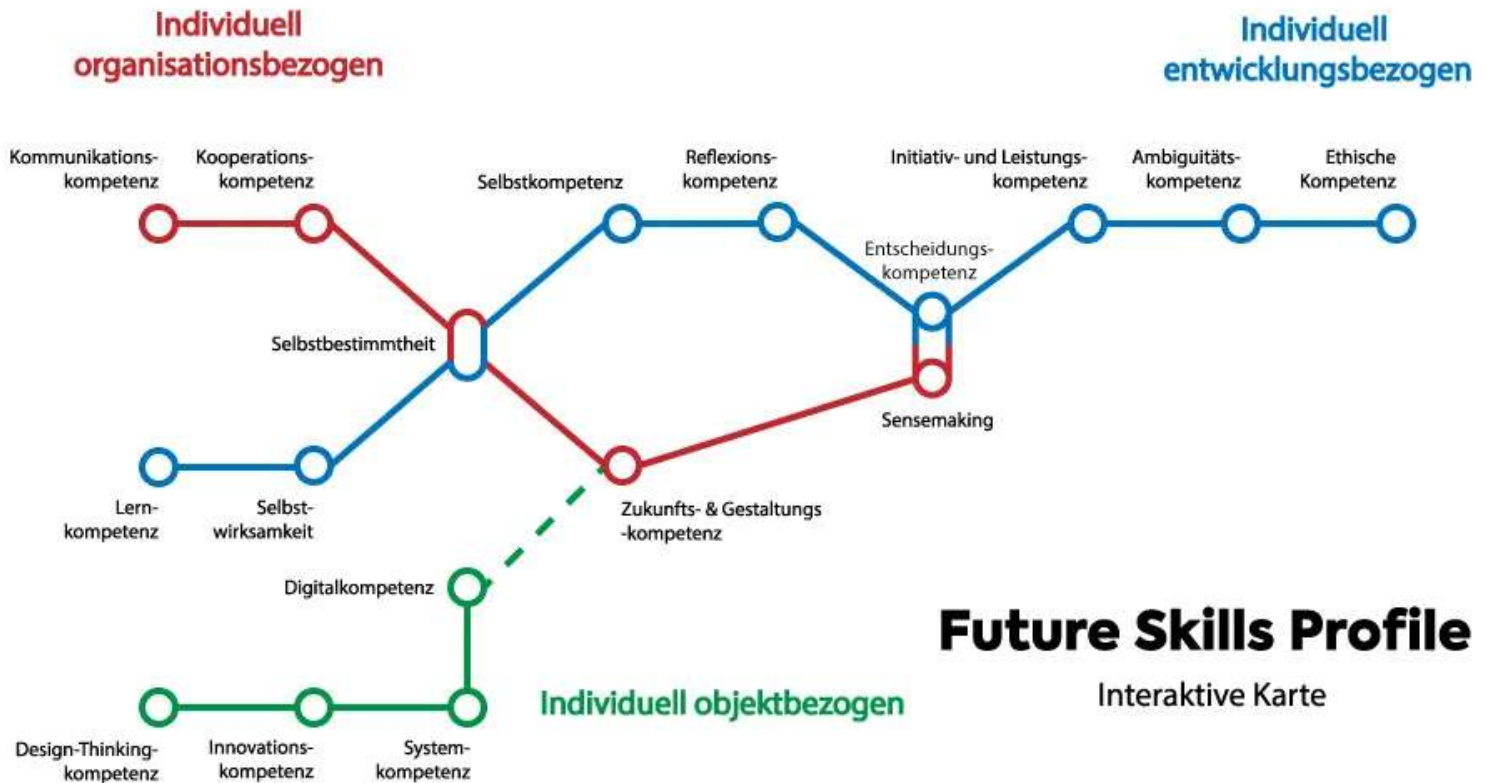 Individuell
organisationsbezogen
Individuell
entwicklungsbezogen
Kommunikations-
kompetenz
Kooperations-
kompetenz
Selbstkompetenz
Reflexions-
kompetenz
Initiativ- und Leistungs-
kompetenz
Ambiguitäts-
kompetenz
Ethische
Kompetenz
Entscheidungs-
kompetenz
Selbstbestimmtheit
Sensemaking
Lern-
kompetenz
Selbst-
wirksamkeit
Zukunfts- & Gestaltungs
-kompetenz
Digitalkompetenz
Future Skills Profile
Interaktive Karte
Individuell objektbezogen
Design-Thinking-
kompetenz
Innovations-
kompetenz
System-
kompetenz